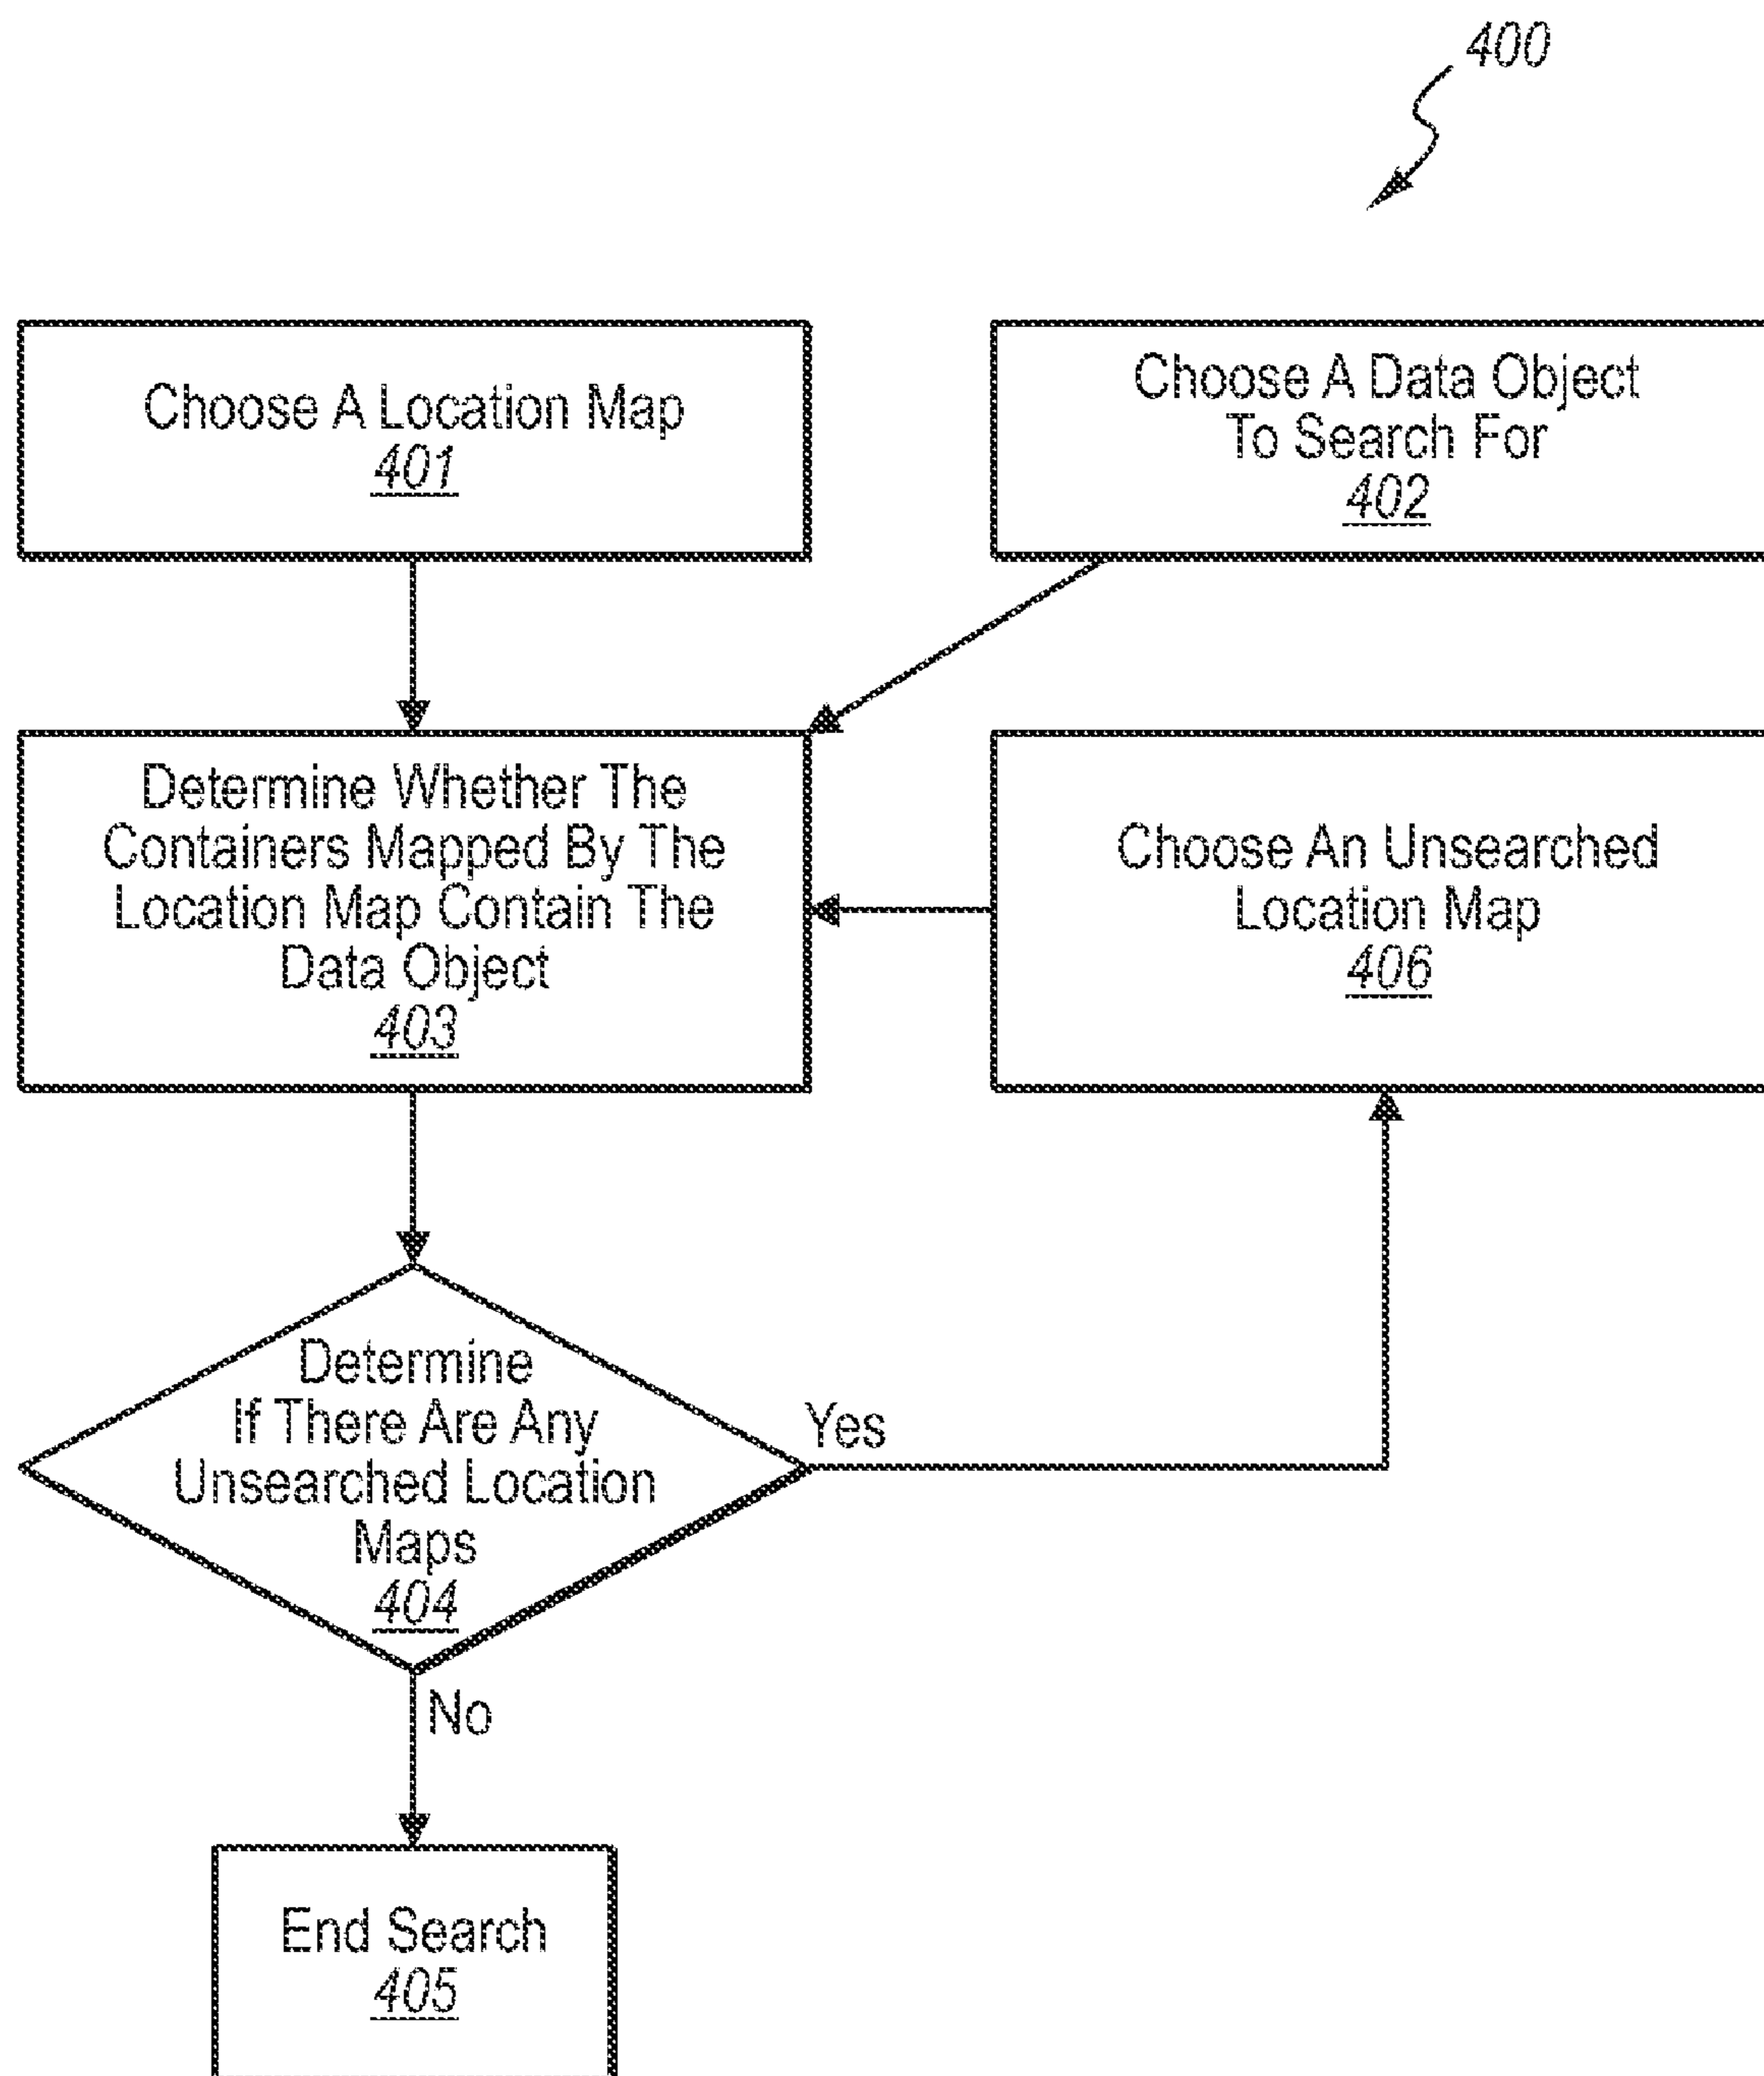 400
Choose A Location Map
401
Choose A Data Object
To Search For
402
Determine Whether The
Containers Mapped By The
Location Map Contain The
Data Object
403
Choose An Unsearched
Location Map
406
Determine
If There Are Any
Unsearched Location
Maps
404
Yes
No
End Search
405